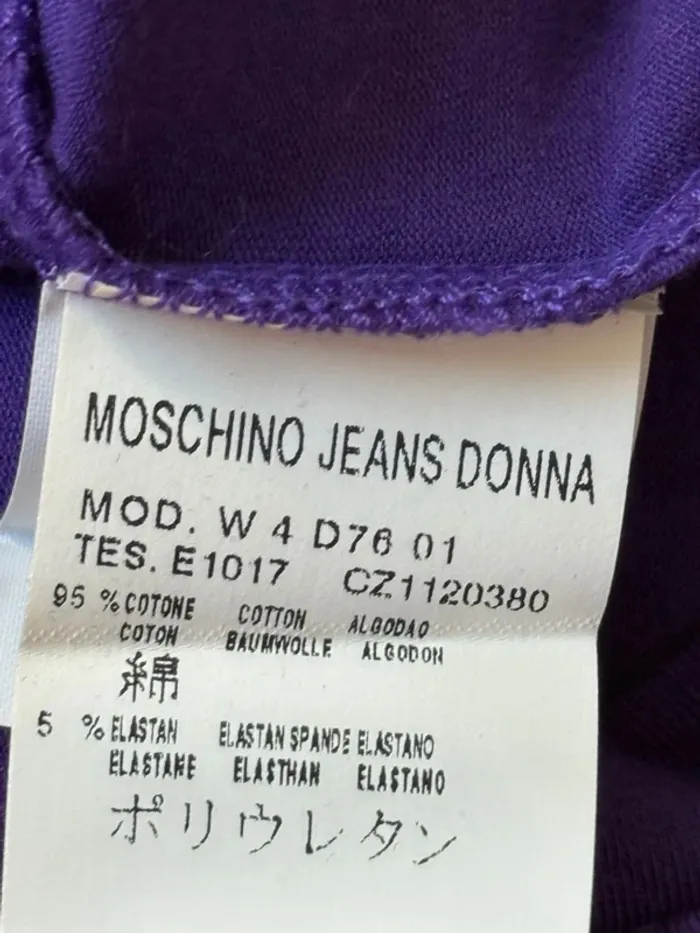 MOSCHINO JEANS DONNA
MOD. W 4 D76 01
TES. E1017 CZ1120380
95 % COTONE COTTON ALGODAO
COTON BAUMWOLLE ALGODON
綿
5 % ELASTAN ELASTAN SPANDE ELASTANO
ELASTANE ELASTHAN ELASTANO
ポリウレタン